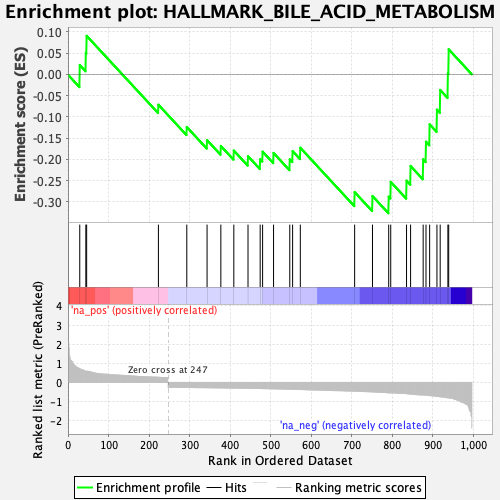 Enrichment plot: HALLMARK_BILE_ACID_METABOLISM
Enrichment score (ES)
0.10
0.05
0.00
-0.05
-0.10
-0.15
-0.20
-0.25
-0.30
'na_pos' (positively correlated)
Ranked list metric (PreRanked)
4
3
2
1
0
-1
-2
Zero cross at 247
'na_neg' (negatively correlated)
0
100
200
300
400
500
600
700
800
900
1,000
Rank in Ordered Dataset
Enrichment profile
Hits
Ranking metric scores